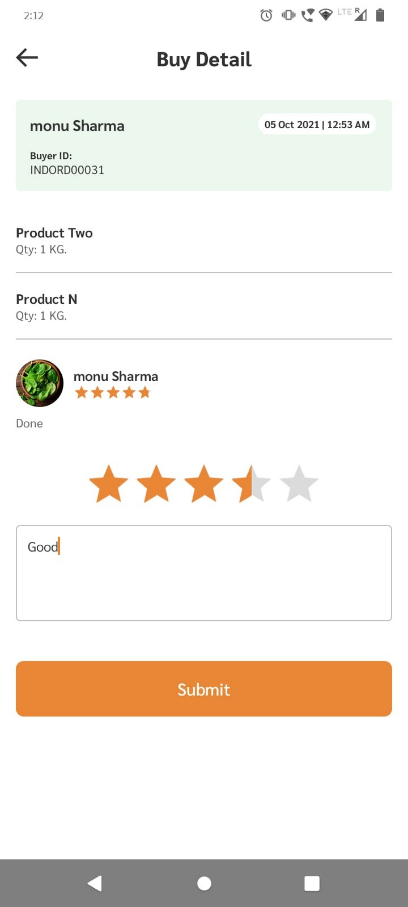 2:12
LTE R
Buy Detail
monu Sharma
05 Oct 2021 | 12:53 AM
Buyer ID:
INDORD00031
Product Two
Qty: 1 KG.
Product N
Qty: 1 KG.
monu Sharma
Done
Good
Submit